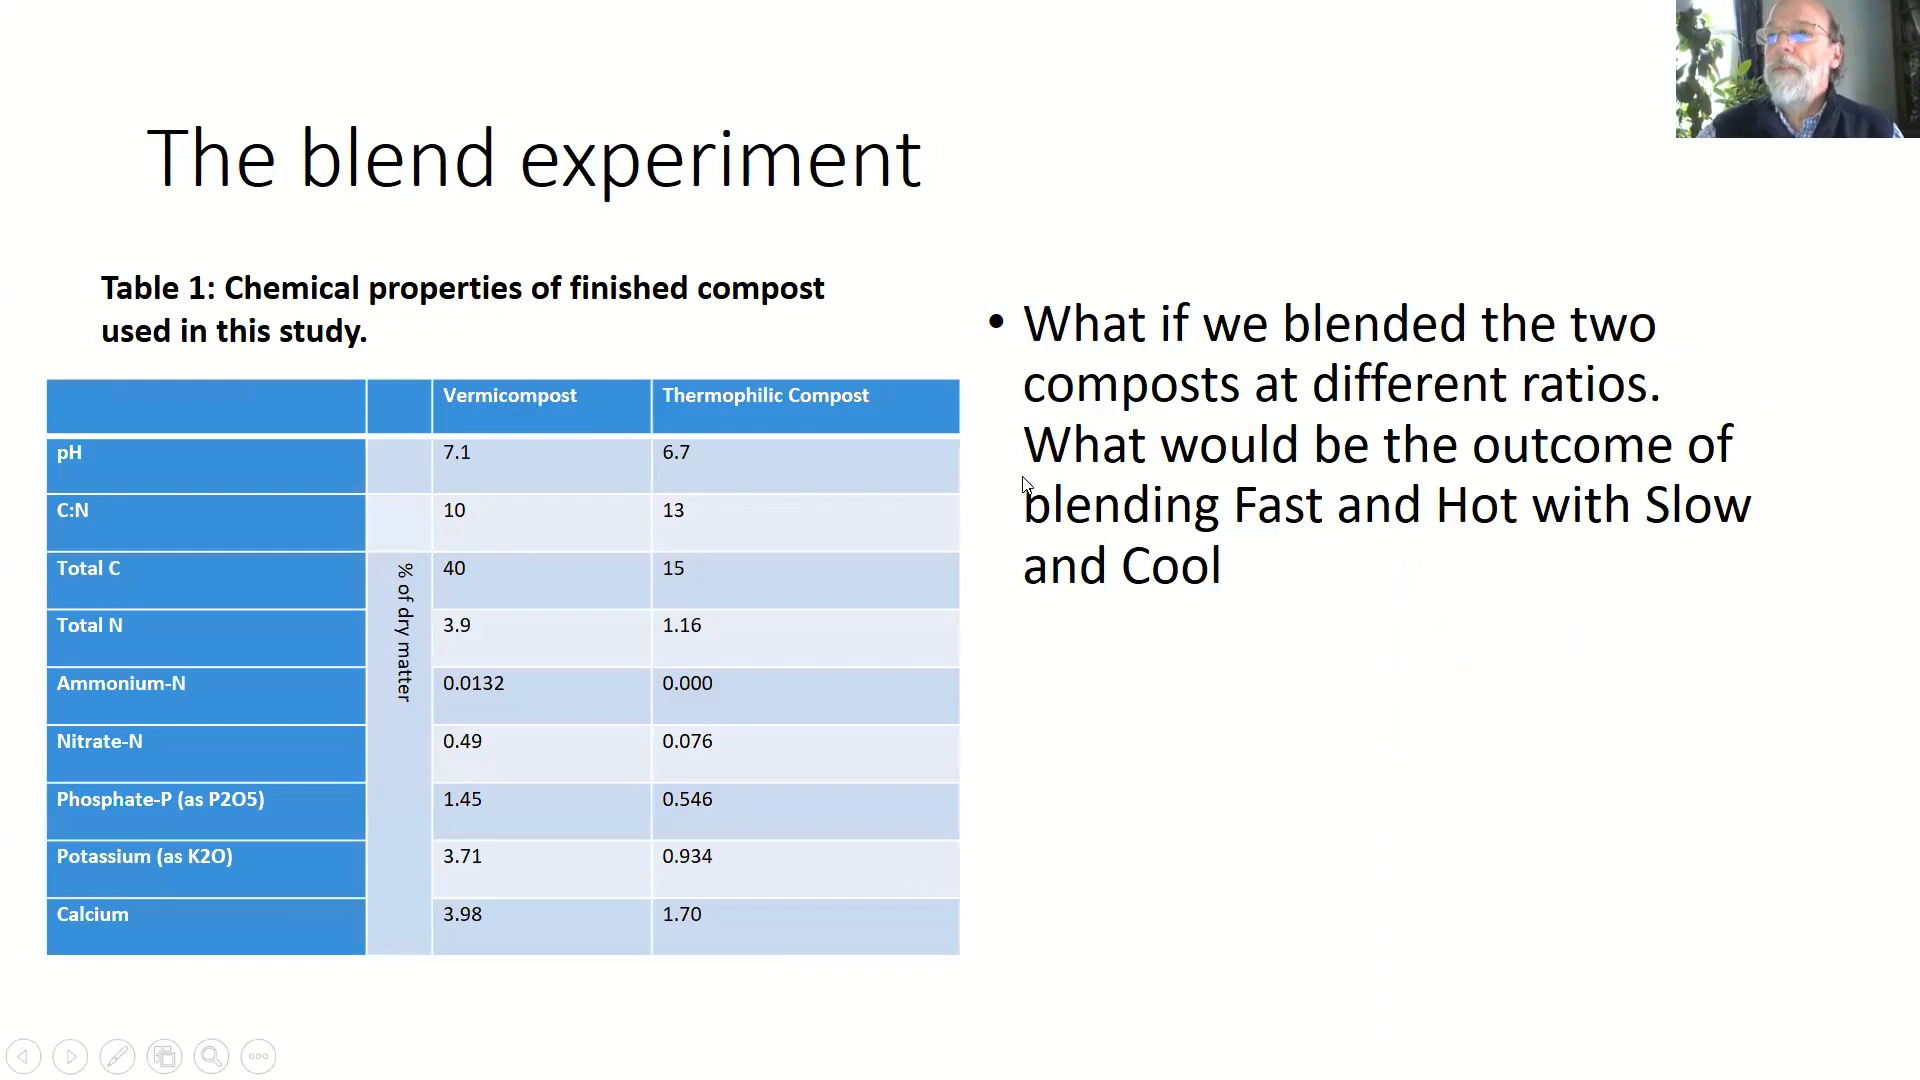 The blend experiment
Table 1: Chemical properties of finished compost
used in this study.
Vermicompost Thermophilic Compost
pH 7.1 6.7
C:N 10 13
% of dry matter
Total C 40 15
Total N 3.9 1.16
Ammonium-N 0.0132 0.000
Nitrate-N 0.49 0.076
Phosphate-P (as P2O5) 1.45 0.546
Potassium (as K2O) 3.71 0.934
Calcium 3.98 1.70
• What if we blended the two
composts at different ratios.
What would be the outcome of
blending Fast and Hot with Slow
and Cool